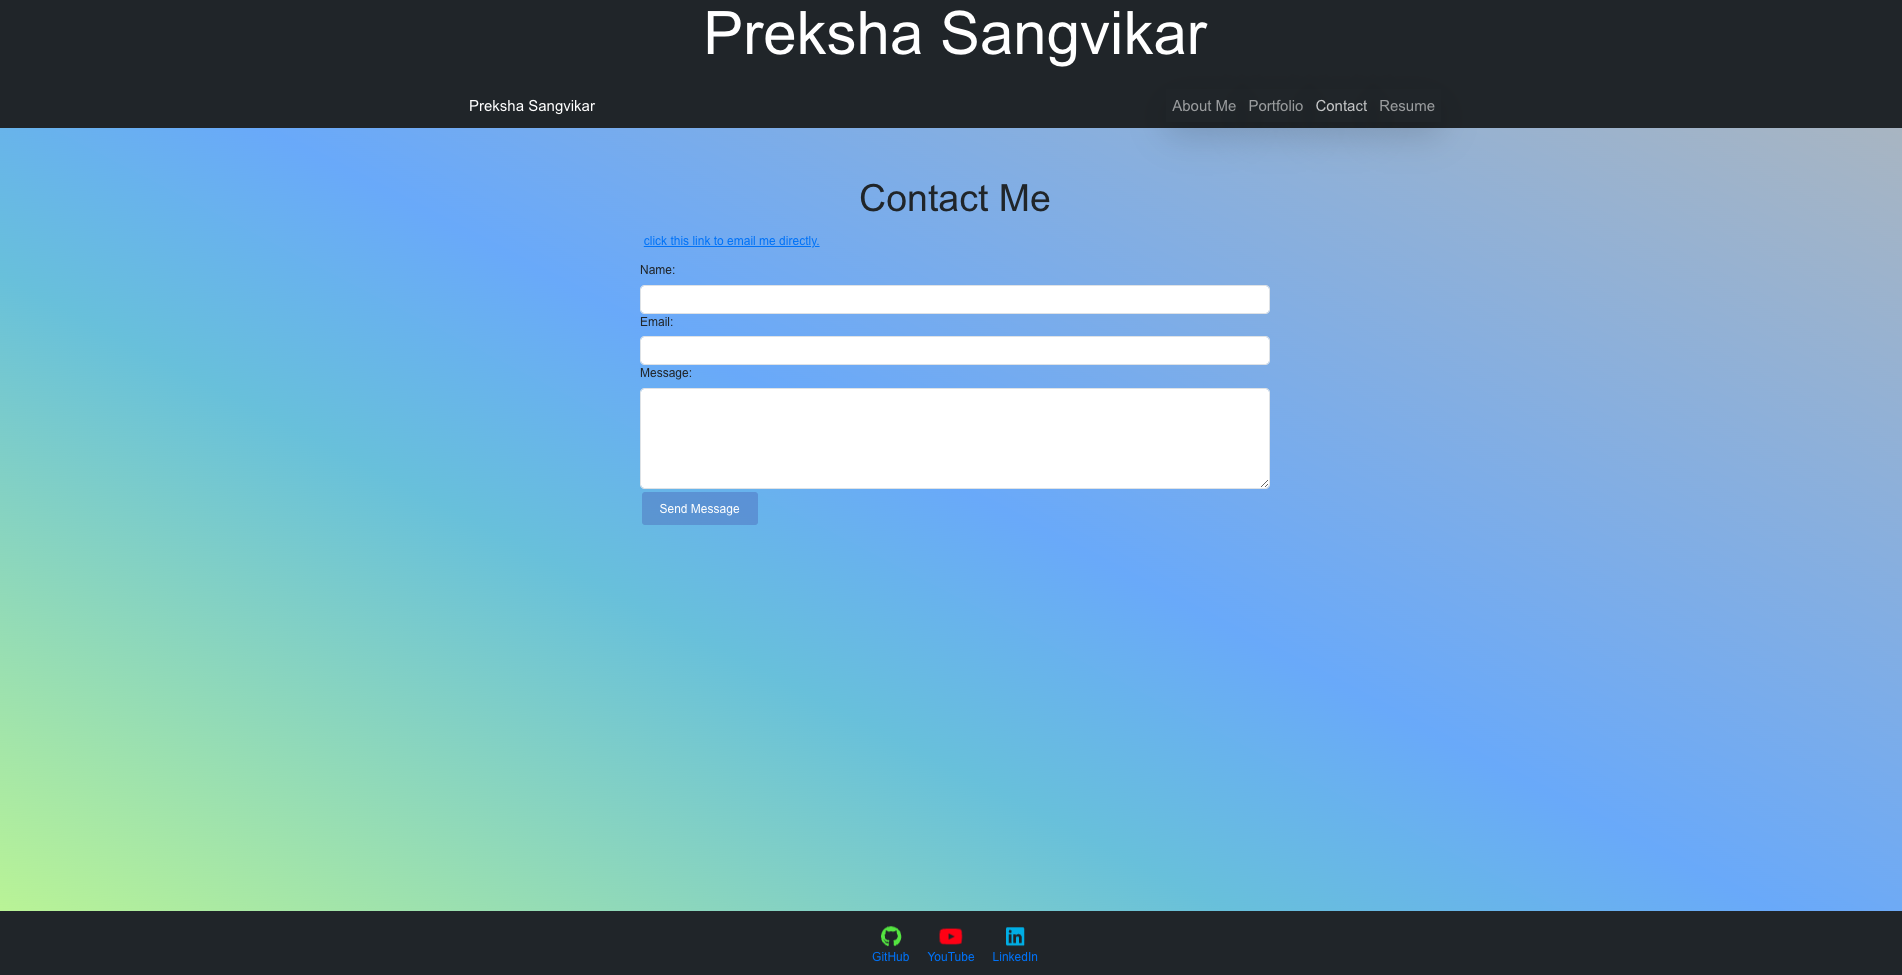 Preksha Sangvikar
Preksha Sangvikar
About Me Portfolio Contact Resume
Contact Me
click this link to email me directly.
Name:
Email:
Message:
Send Message
GitHub YouTube LinkedIn